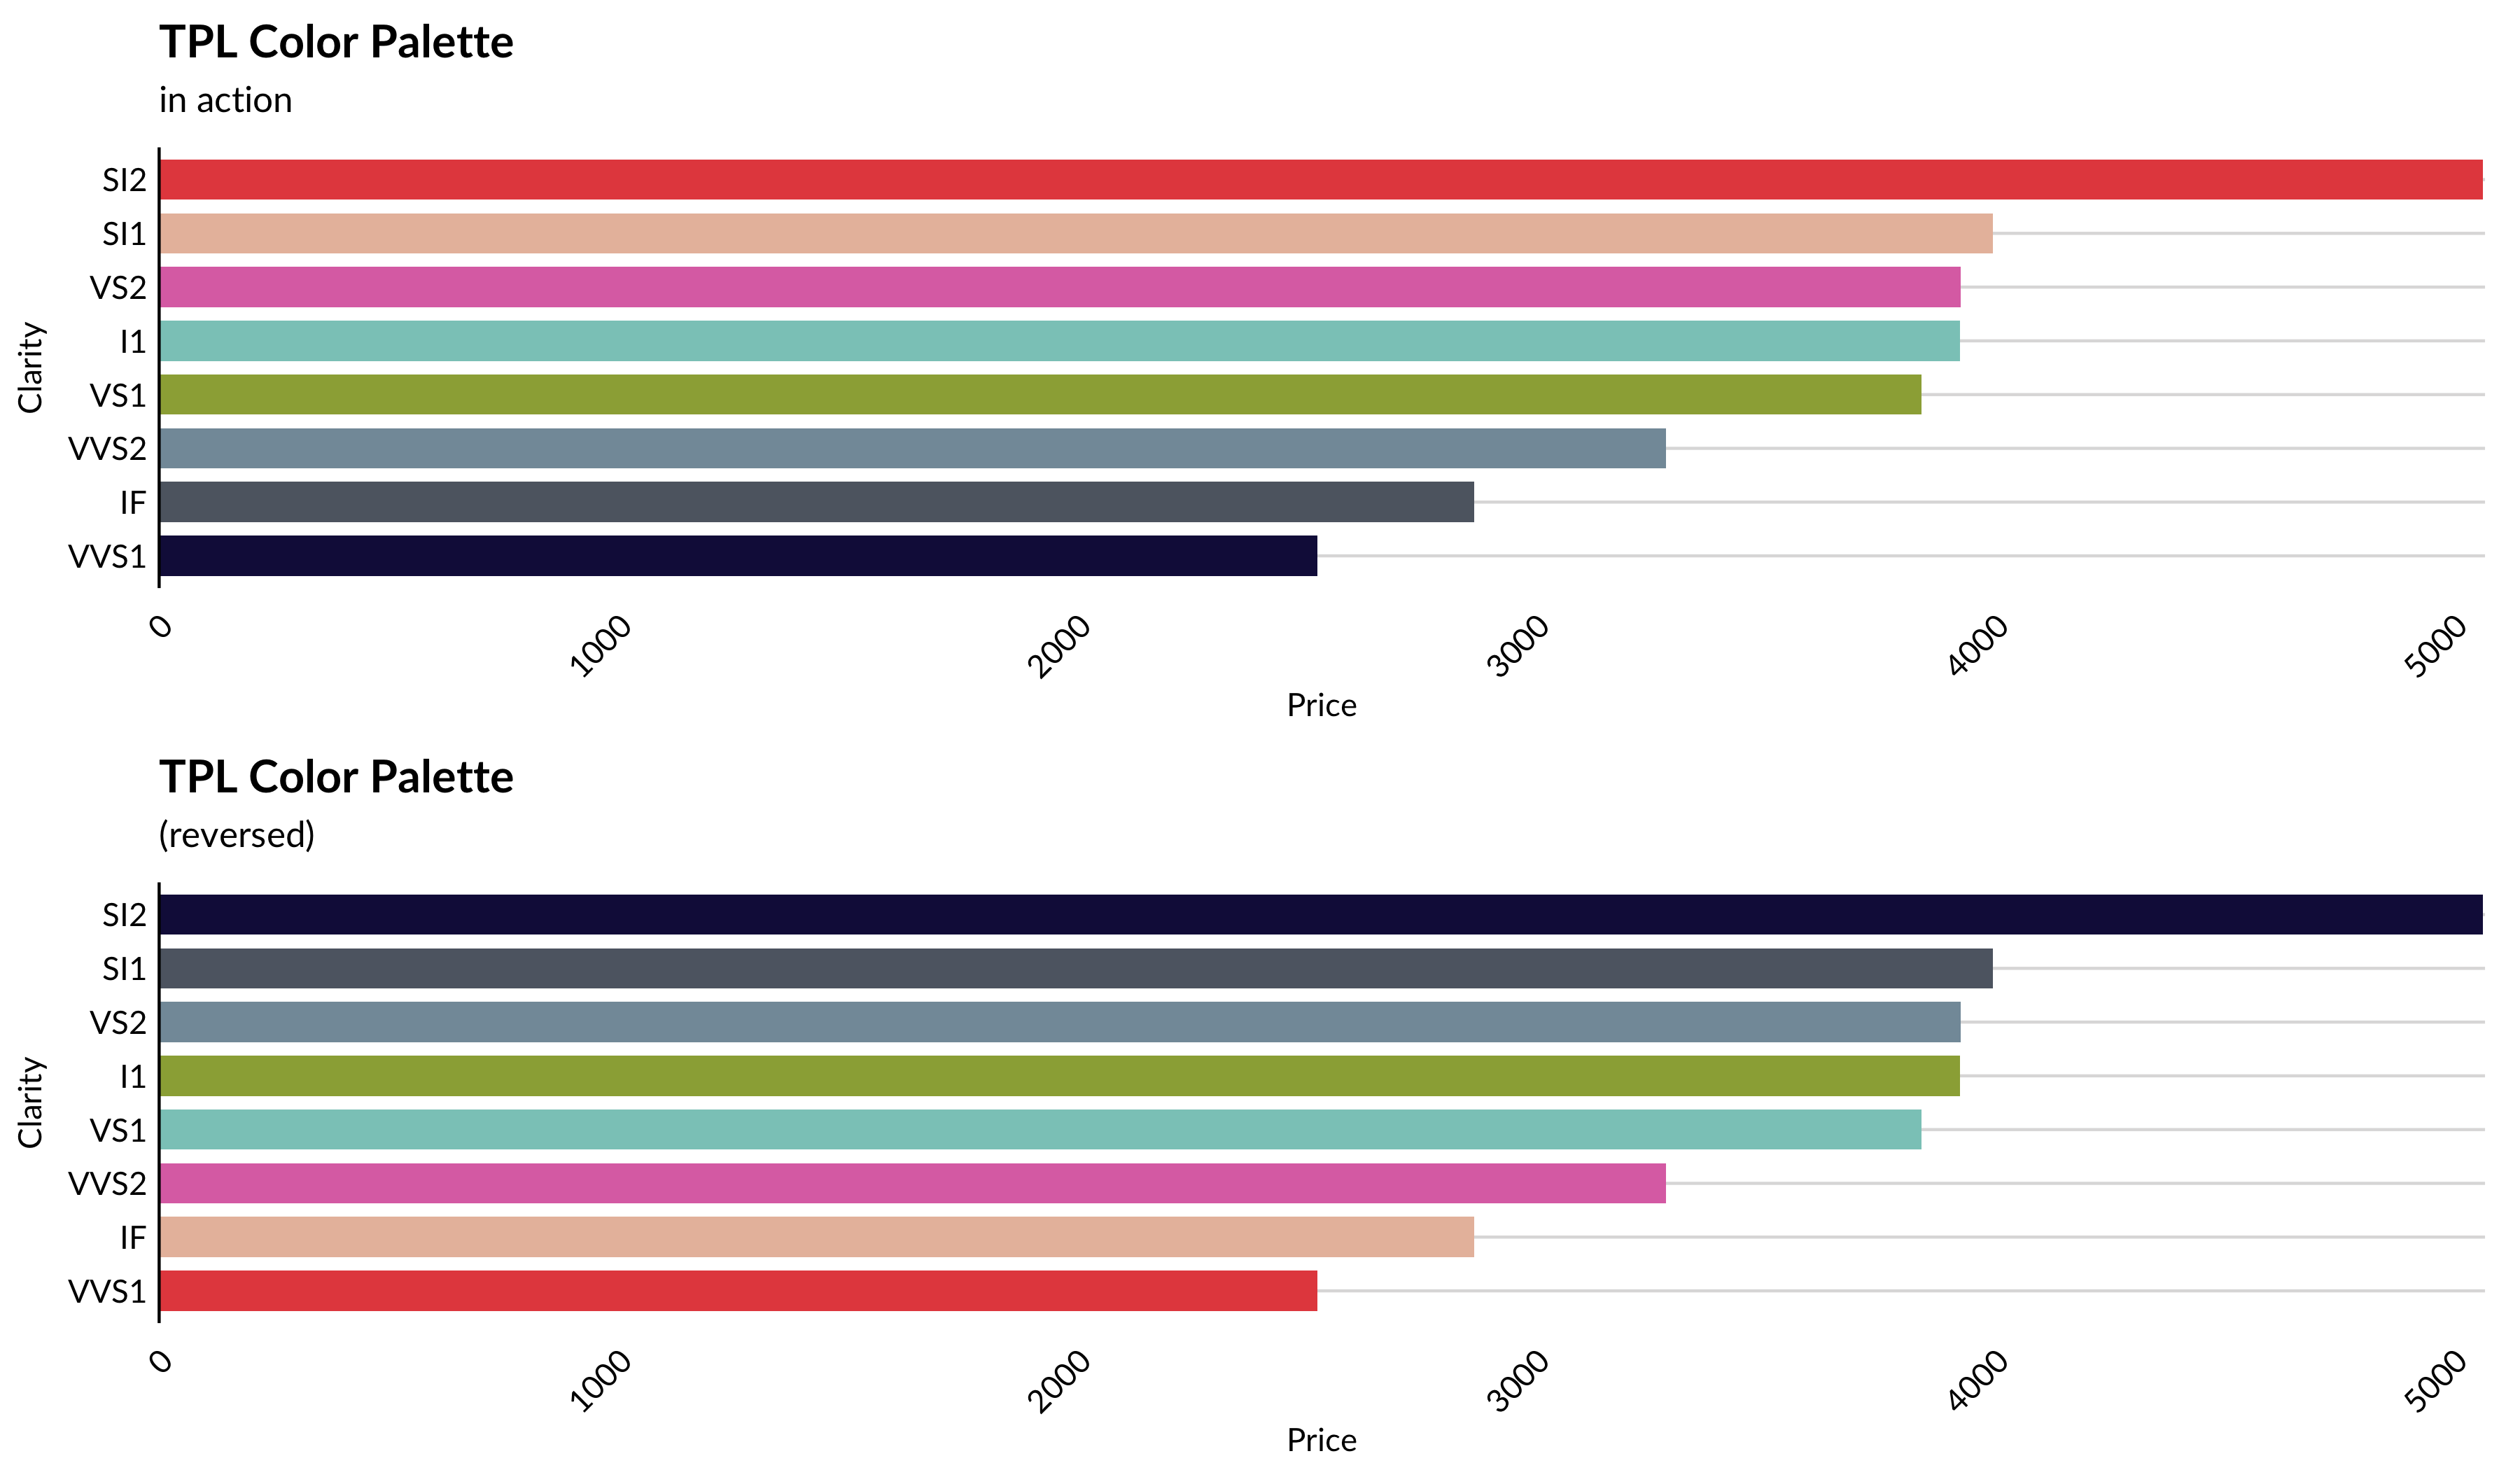 TPL Color Palette
in action
SI2
SI1
VS2
I1
VS1
VVS2
IF
VVS1
Clarity
0
1000
2000
3000
4000
5000
Price
TPL Color Palette
(reversed)
SI2
SI1
VS2
I1
VS1
VVS2
IF
VVS1
Clarity
0
1000
2000
3000
4000
5000
Price